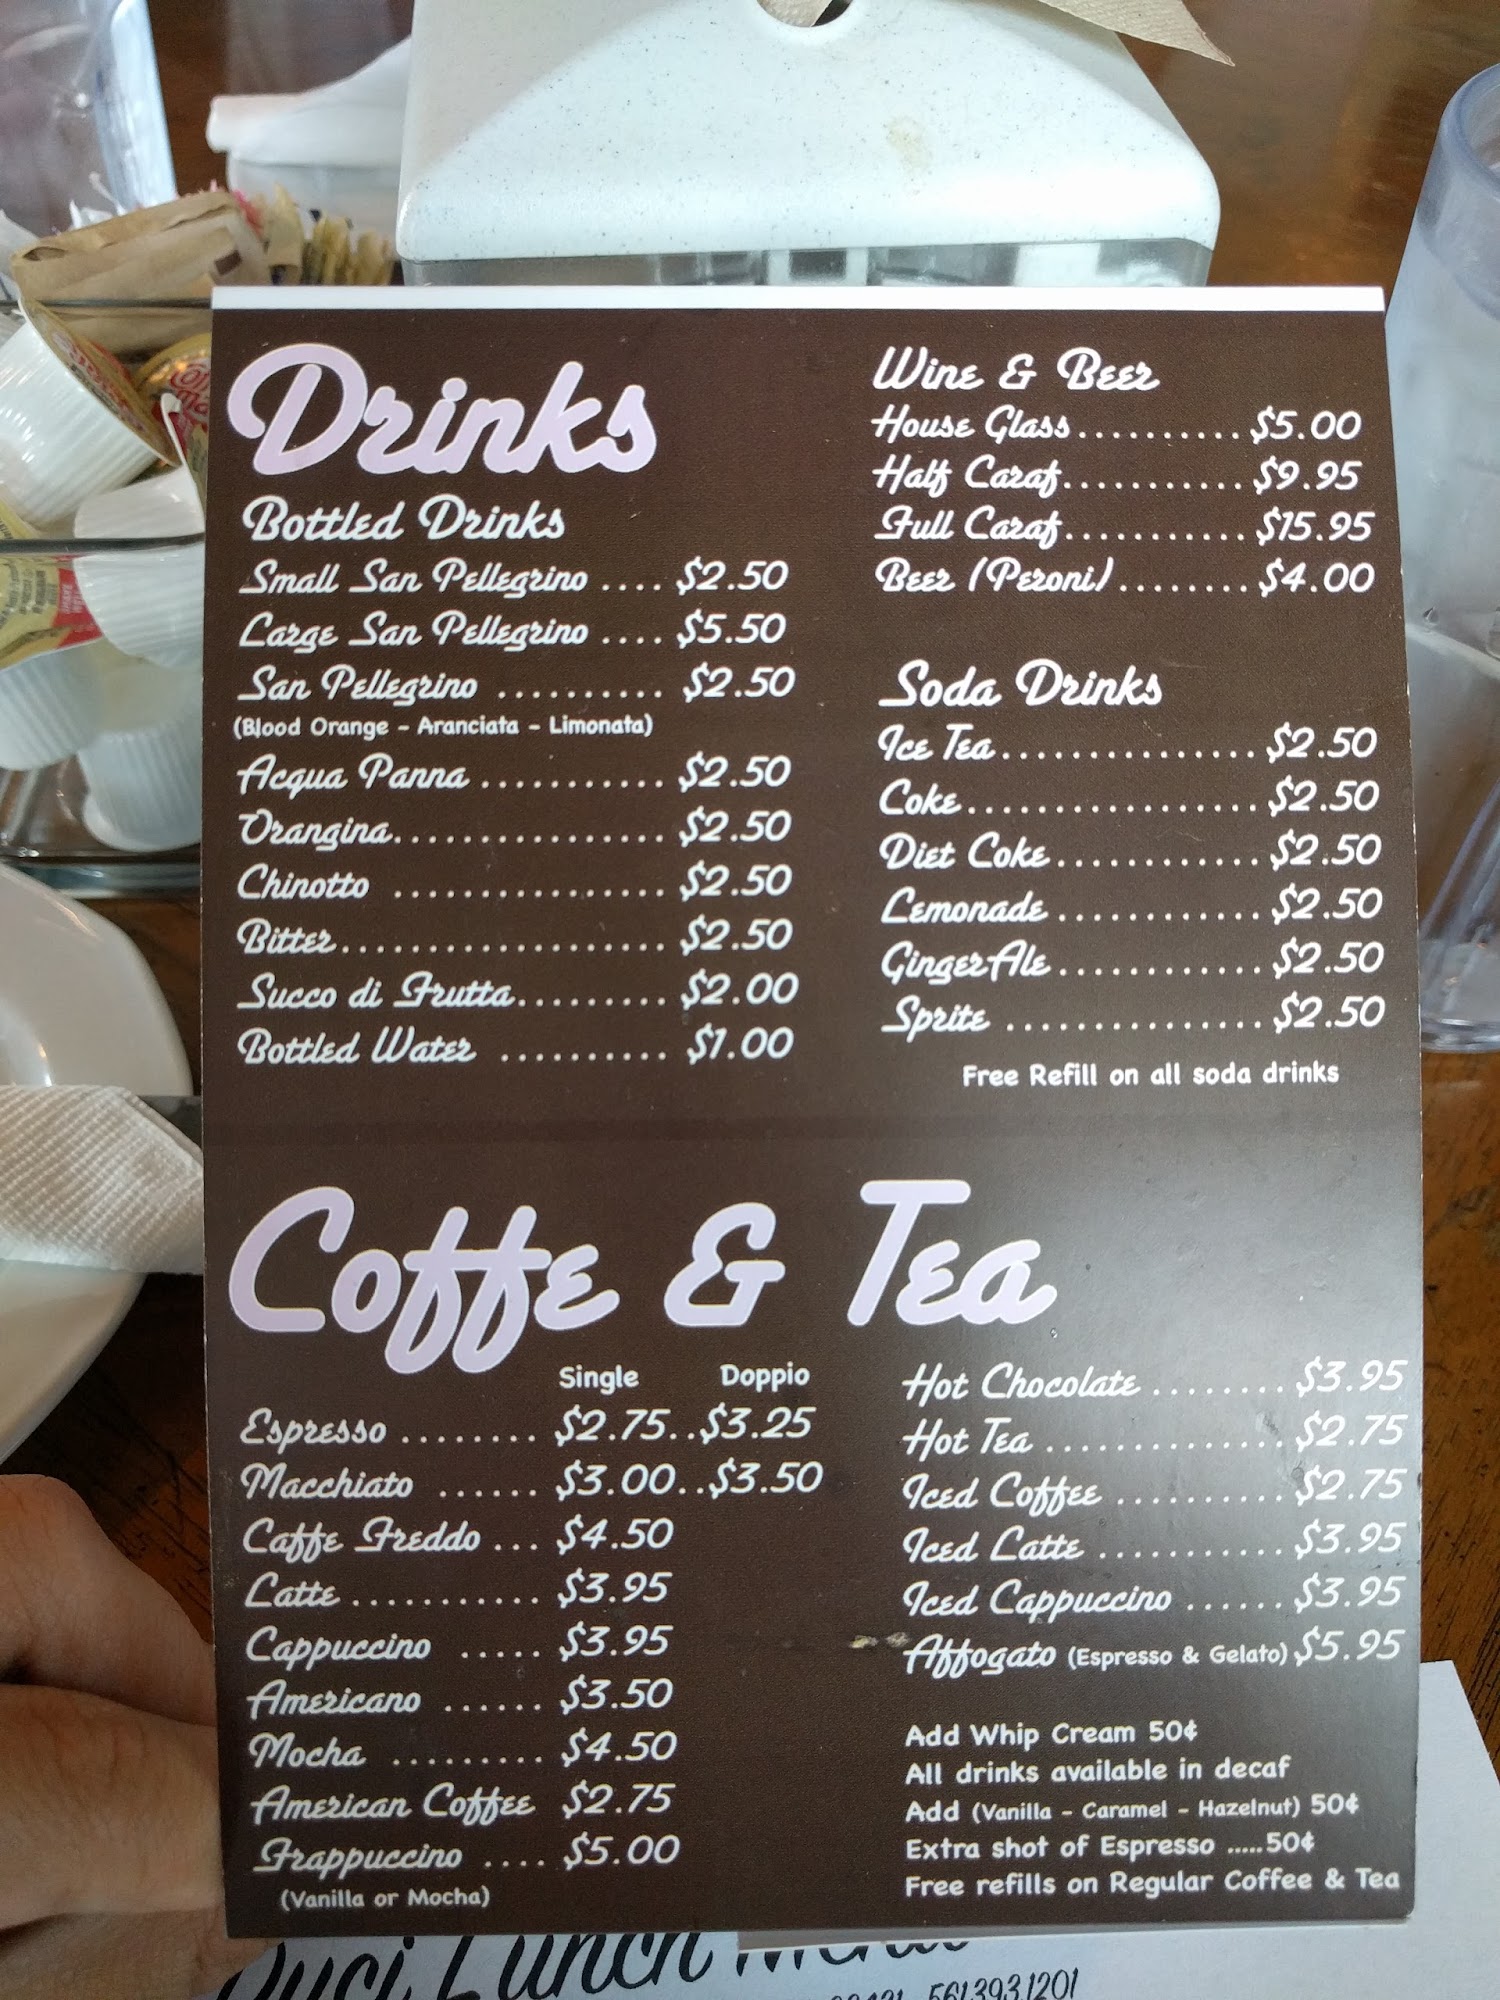 Drinks
Bottled Drinks
Small San Pellegrino .... $2.50
Large San Pellegrino .... $5.50
San Pellegrino .......... $2.50
(Blood Orange - Aranciata - Limonata)
Acqua Panna ........... $2.50
Orangina................ $2.50
Chinotto ................ $2.50
Bitter................... $2.50
Succo di Frutta......... $2.00
Bottled Water .......... $1.00
Wine & Beer
House Glass.......... $5.00
Half Caraf........... $9.95
Full Caraf........... $15.95
Beer (Peroni)........ $4.00
Soda Drinks
Ice Tea............... $2.50
Coke................. $2.50
Diet Coke............ $2.50
Lemonade............ $2.50
GingerAle............ $2.50
Sprite ............... $2.50
Free Refill on all soda drinks
Coffe & Tea
Single Doppio
Espresso ........ $2.75..$3.25
Macchiato ...... $3.00..$3.50
Caffe Freddo ... $4.50
Latte ........... $3.95
Cappuccino ..... $3.95
Americano ...... $3.50
Mocha ......... $4.50
American Coffee $2.75
Frappuccino .... $5.00
(Vanilla or Mocha)
Hot Chocolate ........ $3.95
Hot Tea .............. $2.75
Iced Coffee .......... $2.75
Iced Latte ........... $3.95
Iced Cappuccino ...... $3.95
Affogato (Espresso & Gelato) $5.95
Add Whip Cream 50¢
All drinks available in decaf
Add (Vanilla - Caramel - Hazelnut) 50¢
Extra shot of Espresso .....50¢
Free refills on Regular Coffee & Tea
Lunch
561.393.1201